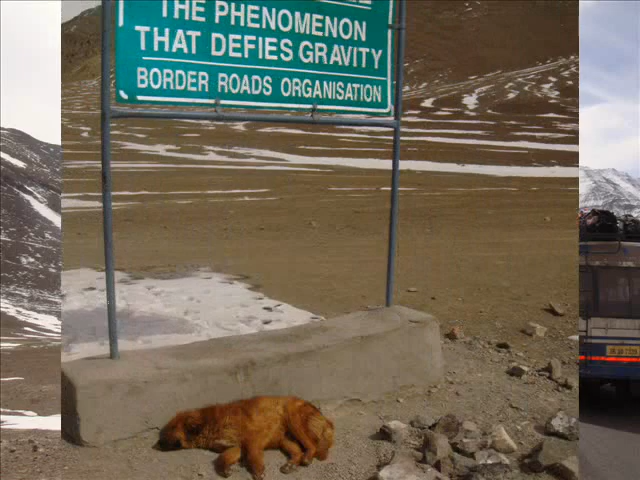 THE PHENOMENON
THAT DEFIES GRAVITY
BORDER ROADS ORGANISATION